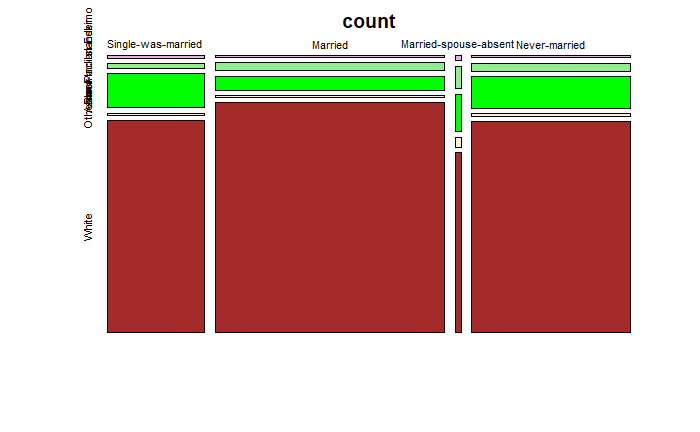 count
Single-was-married
Married
Married-spouse-absent
Never-married
Other
White